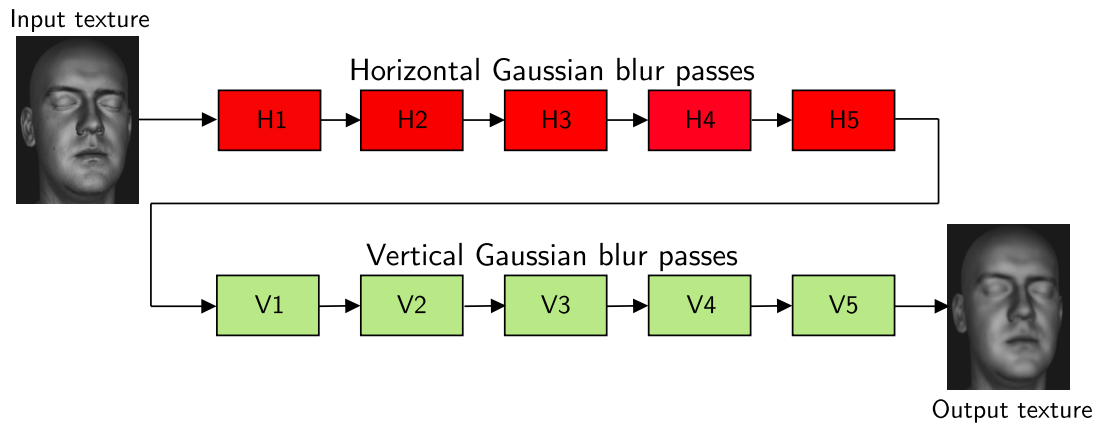 Input texture
Horizontal Gaussian blur passes
H1 H2 H3 H4 H5
Vertical Gaussian blur passes
V1 V2 V3 V4 V5
Output texture